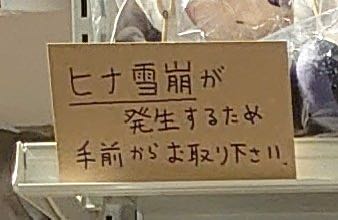 ヒナ雪崩が
発生するため
手前からお取り下さい.